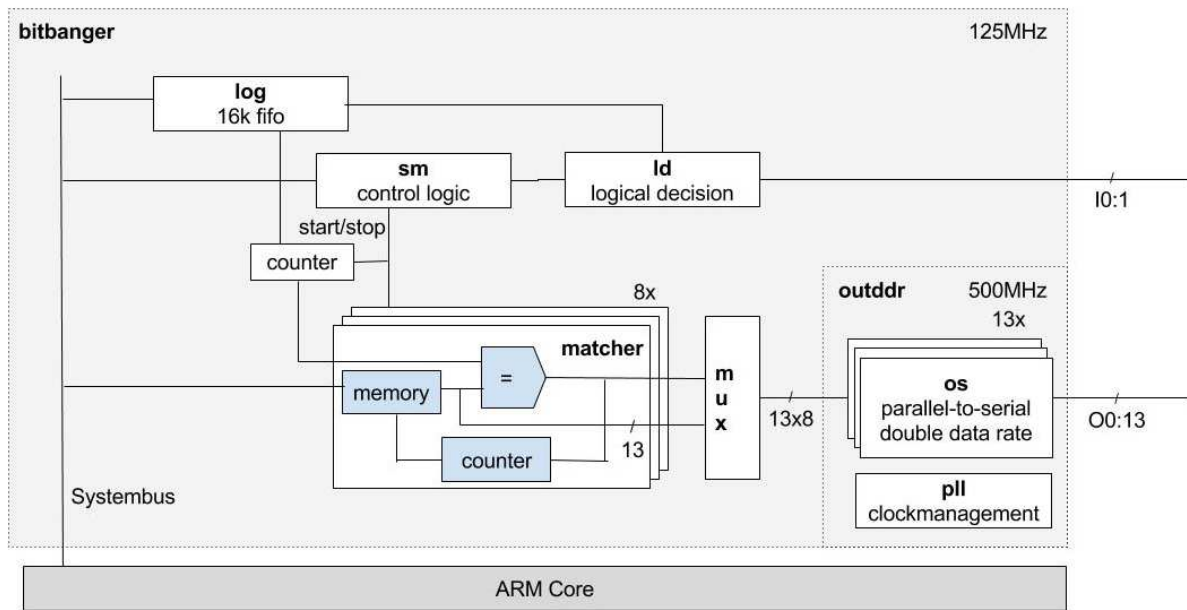 bitbanger
125MHz
log
16k fifo
sm
control logic
ld
logical decision
I0:1
start/stop
counter
8x
outddr
500MHz
13x
matcher
=
memory
13
counter
m
u
x
13x8
os
parallel-to-serial
double data rate
O0:13
pll
clockmanagement
Systembus
ARM Core